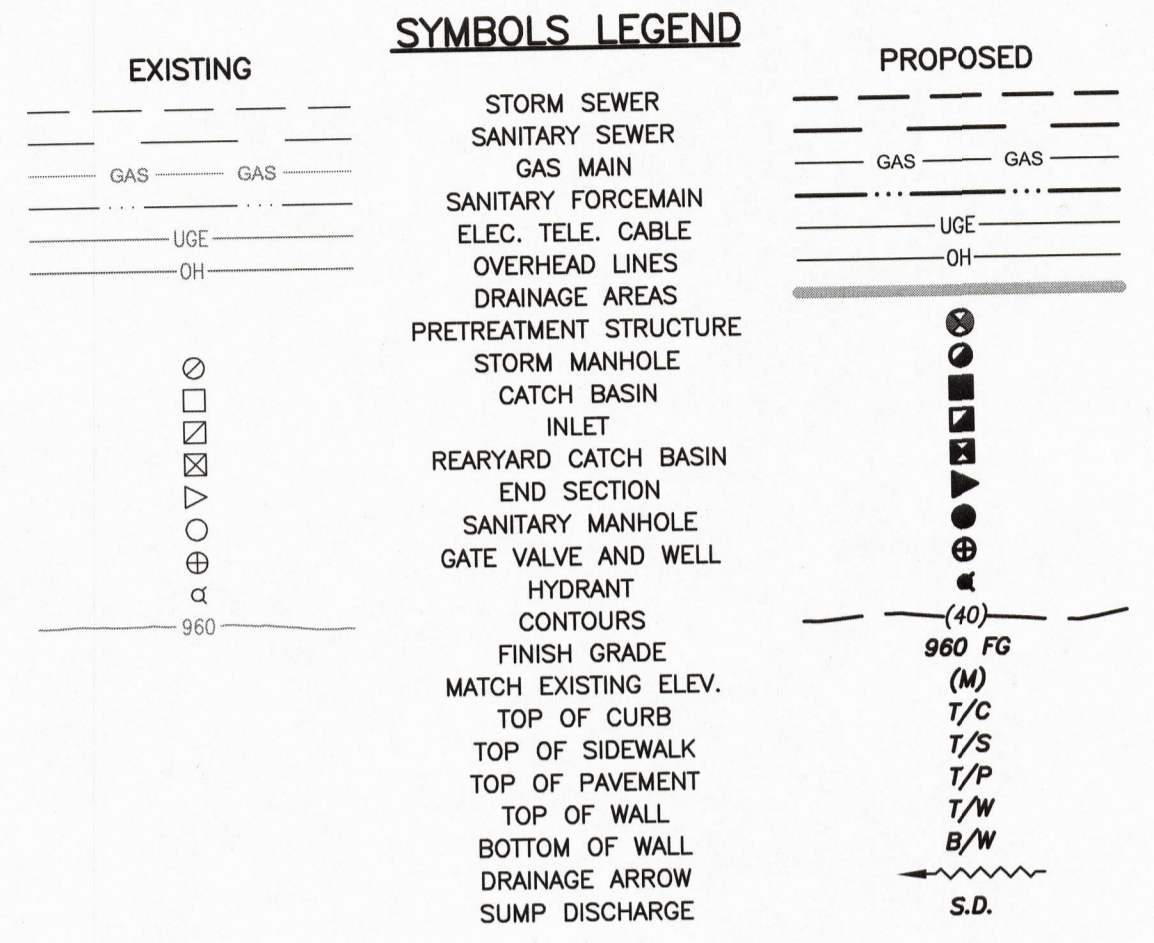 SYMBOLS LEGEND
EXISTING PROPOSED
STORM SEWER
SANITARY SEWER
GAS GAS GAS MAIN GAS GAS
SANITARY FORCEMAIN
UGE ELEC. TELE. CABLE UGE
OH OVERHEAD LINES OH
DRAINAGE AREAS
PRETREATMENT STRUCTURE
STORM MANHOLE
CATCH BASIN
INLET
REARYARD CATCH BASIN
END SECTION
SANITARY MANHOLE
GATE VALVE AND WELL
HYDRANT
960 CONTOURS (40)
FINISH GRADE 960 FG
MATCH EXISTING ELEV. (M)
TOP OF CURB T/C
TOP OF SIDEWALK T/S
TOP OF PAVEMENT T/P
TOP OF WALL T/W
BOTTOM OF WALL B/W
DRAINAGE ARROW
SUMP DISCHARGE S.D.